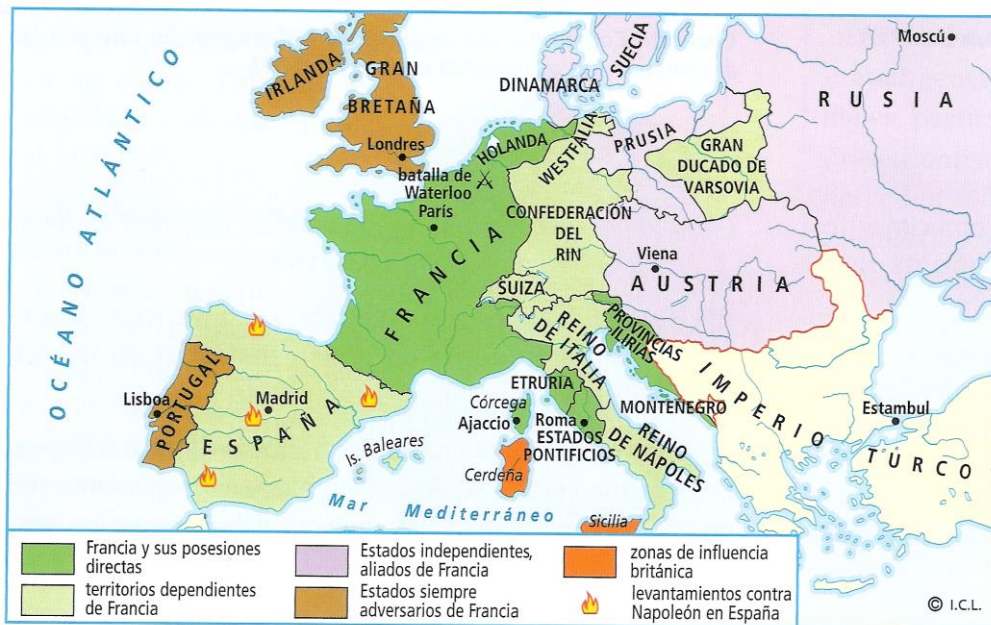 OCÉANO ATLÁNTICO
IRLANDA
GRAN
BRETAÑA
Londres
batalla de
Waterloo
París
DINAMARCA
SUECIA
Moscú
RUSIA
HOLANDA
WESTFALIA
PRUSIA
GRAN
DUCADO DE
VARSOVIA
CONFEDERACIÓN
DEL
RIN
FRANCIA
SUIZA
Viena
AUSTRIA
REINO
DE ITALIA
PROVINCIAS
ILIRIAS
IMPERIO
TURCO
Estambul
MONTENEGRO
ETRURIA
Córcega
Ajaccio
Roma
ESTADOS
PONTIFICIOS
REINO
DE NÁPOLES
Cerdeña
Sicilia
Lisboa
PORTUGAL
Madrid
ESPAÑA
Is. Baleares
Mar Mediterráneo
Francia y sus posesiones
directas
territorios dependientes
de Francia
Estados independientes,
aliados de Francia
Estados siempre
adversarios de Francia
zonas de influencia
británica
levantamientos contra
Napoleón en España
© I.C.L.